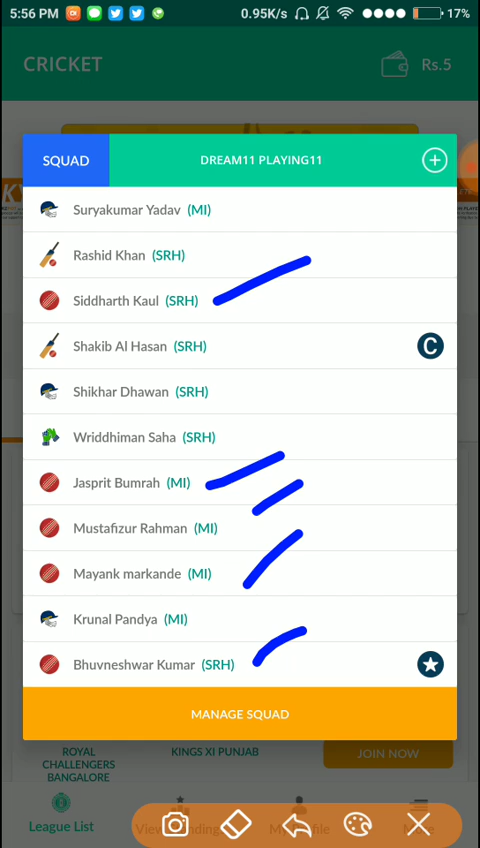 5:56 PM 0.95K/s 17%
CRICKET Rs.5
SQUAD DREAM11 PLAYING11
Suryakumar Yadav (MI)
Rashid Khan (SRH)
Siddharth Kaul (SRH)
Shakib Al Hasan (SRH) C
Shikhar Dhawan (SRH)
Wriddhiman Saha (SRH)
Jasprit Bumrah (MI)
Mustafizur Rahman (MI)
Mayank markande (MI)
Krunal Pandya (MI)
Bhuvneshwar Kumar (SRH)
MANAGE SQUAD
ROYAL CHALLENGERS BANGALORE KINGS XI PUNJAB JOIN NOW
League List